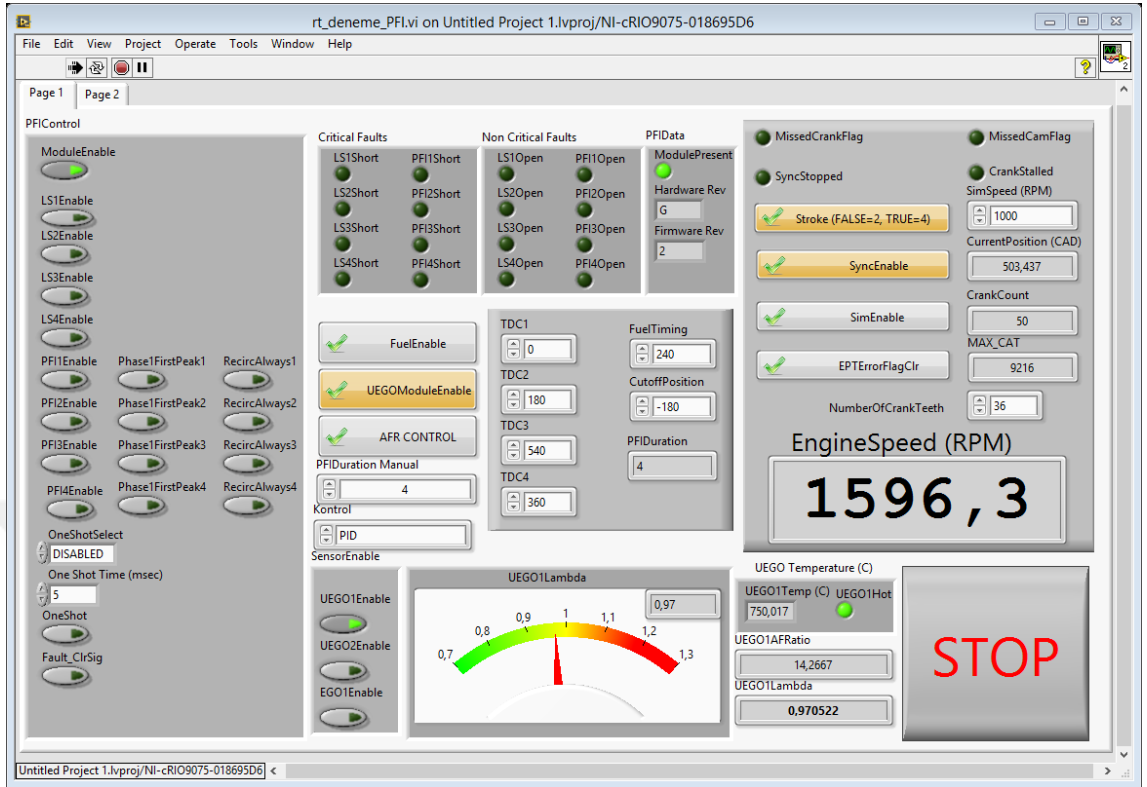 rt_deneme_PFI.vi on Untitled Project 1.lvproj/NI-cRIO9075-018695D6
File Edit View Project Operate Tools Window Help
2
Page 1 Page 2
PFIControl
ModuleEnable
LS1Enable
LS2Enable
LS3Enable
LS4Enable
PFI1Enable Phase1FirstPeak1 RecircAlways1
PFI2Enable Phase1FirstPeak2 RecircAlways2
PFI3Enable Phase1FirstPeak3 RecircAlways3
PFI4Enable Phase1FirstPeak4 RecircAlways4
OneShotSelect
DISABLED
One Shot Time (msec)
5
OneShot
Fault_ClrSig
Critical Faults
LS1Short PFI1Short
LS2Short PFI2Short
LS3Short PFI3Short
LS4Short PFI4Short
Non Critical Faults
LS1Open PFI1Open
LS2Open PFI2Open
LS3Open PFI3Open
LS4Open PFI4Open
PFIData
ModulePresent
Hardware Rev
G
Firmware Rev
2
FuelEnable
UEGOModuleEnable
AFR CONTROL
PFIDuration Manual
4
Kontrol
PID
TDC1
0
TDC2
180
TDC3
540
TDC4
360
FuelTiming
240
CutoffPosition
-180
PFIDuration
4
MissedCrankFlag MissedCamFlag
SyncStopped CrankStalled
Stroke (FALSE=2, TRUE=4)
SyncEnable
SimEnable
EPTErrorFlagClr
SimSpeed (RPM)
1000
CurrentPosition (CAD)
503,437
CrankCount
50
MAX_CAT
9216
NumberOfCrankTeeth 36
EngineSpeed (RPM)
1596,3
SensorEnable
UEGO1Enable
UEGO2Enable
EGO1Enable
UEGO1Lambda
0,97
0,7 0,8 0,9 1 1,1 1,2 1,3
UEGO Temperature (C)
UEGO1Temp (C) UEGO1Hot
750,017
UEGO1AFRatio
14,2667
UEGO1Lambda
0,970522
STOP
Untitled Project 1.lvproj/NI-cRIO9075-018695D6